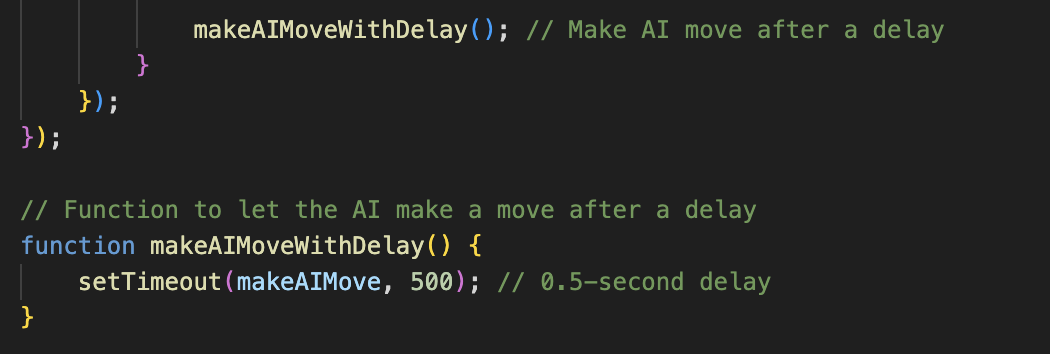 makeAIMoveWithDelay(); // Make AI move after a delay
}
});
});
// Function to let the AI make a move after a delay
function makeAIMoveWithDelay() {
setTimeout(makeAIMove, 500); // 0.5-second delay
}